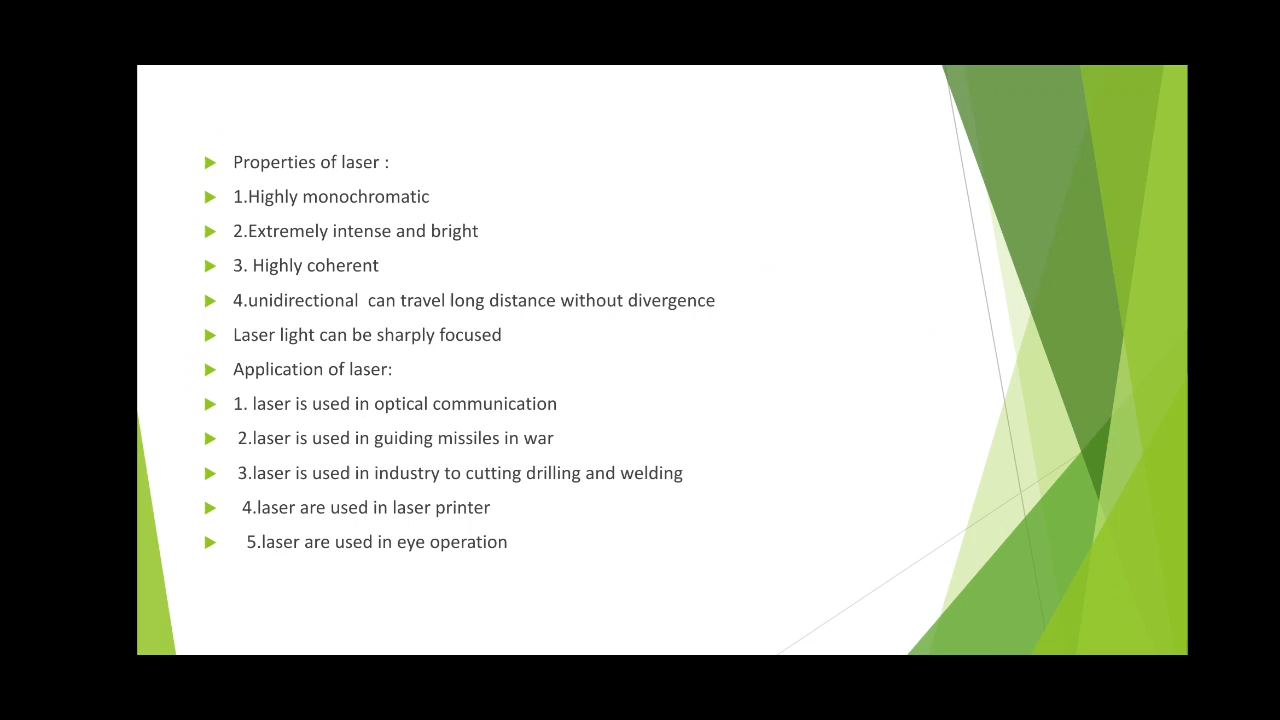 Properties of laser :
1.Highly monochromatic
2.Extremely intense and bright
3. Highly coherent
4.unidirectional  can travel long distance without divergence
Laser light can be sharply focused
Application of laser:
1. laser is used in optical communication
2.laser is used in guiding missiles in war
3.laser is used in industry to cutting drilling and welding
4.laser are used in laser printer
5.laser are used in eye operation